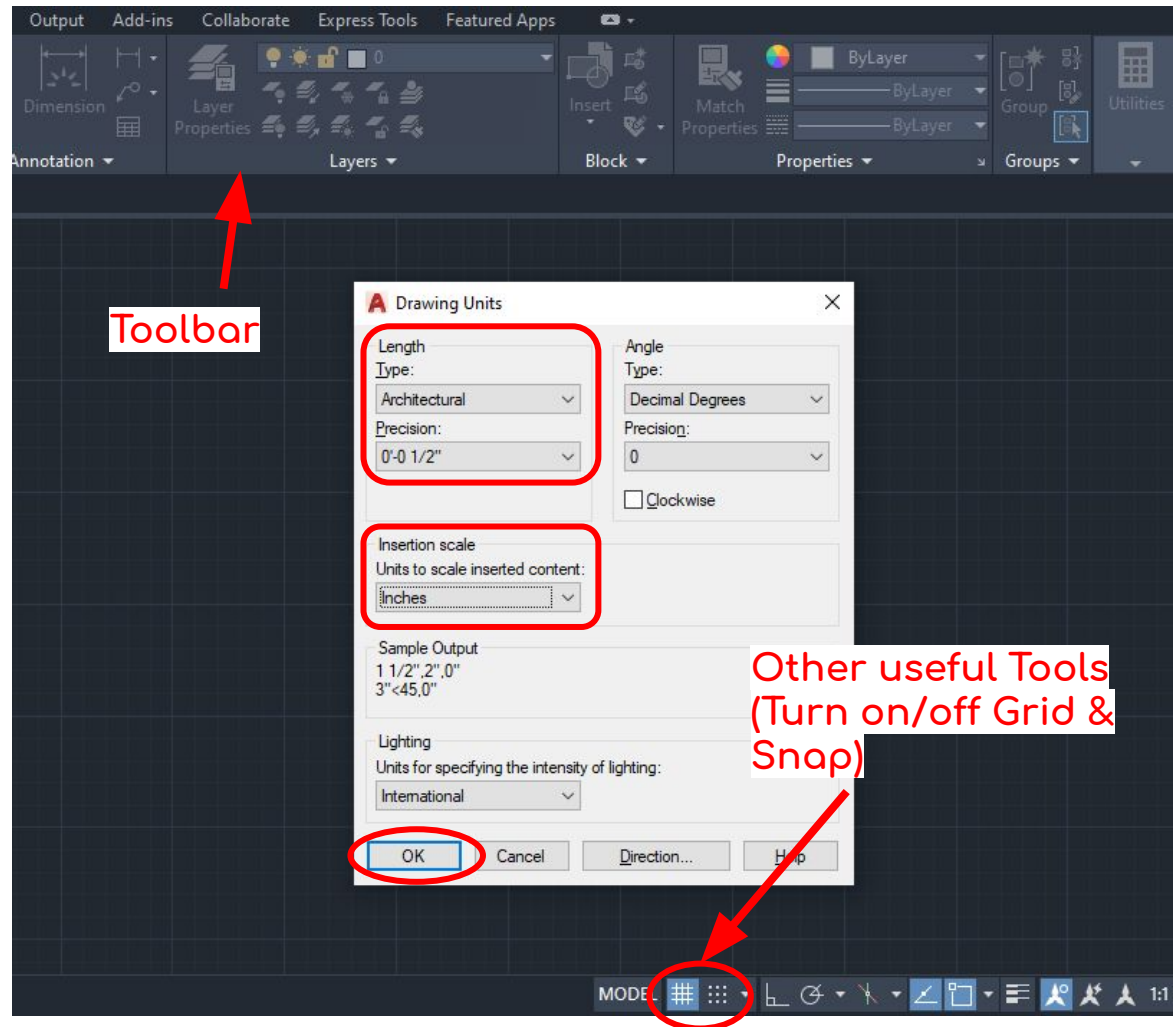 Output Add-ins Collaborate Express Tools Featured Apps
0
ByLayer
Dimension
Layer
Properties
Insert
Match
Properties
ByLayer
ByLayer
Group
Utilities
Annotation Layers Block Properties Groups
Toolbar
A Drawing Units
Length
Type:
Architectural
Precision:
0'-0 1/2"
Angle
Type:
Decimal Degrees
Precision:
0
Clockwise
Insertion scale
Units to scale inserted content:
Inches
Sample Output
1 1/2",2",0"
3"<45,0"
Other useful Tools
(Turn on/off Grid &
Snap)
Lighting
Units for specifying the intensity of lighting:
International
OK Cancel Direction... Help
MODEL 1:1